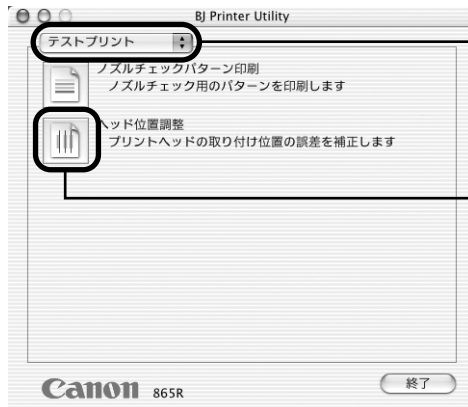 BJ Printer Utility
テストプリント
ノズルチェックパターン印刷
ノズルチェック用のパターンを印刷します
ヘッド位置調整
プリントヘッドの取り付け位置の誤差を補正します
Canon 865R
終了